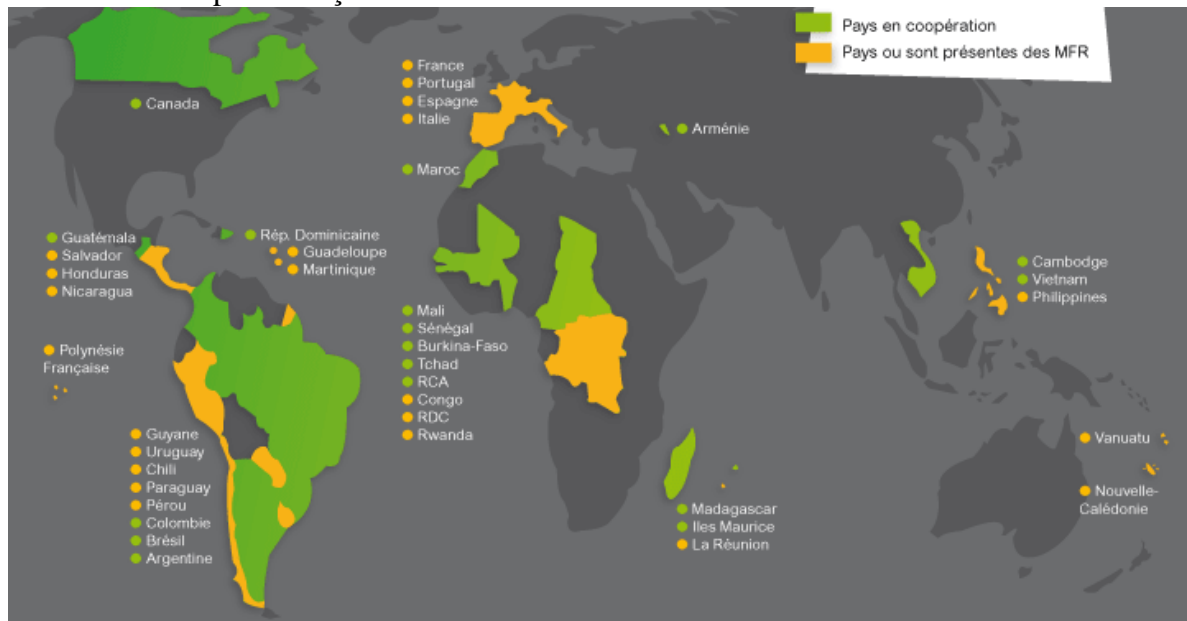 Pays en coopération
Pays ou sont présentes des MFR
Canada
France
Portugal
Espagne
Italie
Arménie
Maroc
Guatémala
Salvador
Honduras
Nicaragua
Rép. Dominicaine
Guadeloupe
Martinique
Cambodge
Vietnam
Philippines
Mali
Sénégal
Burkina-Faso
Tchad
RCA
Congo
RDC
Rwanda
Polynésie
Française
Guyane
Uruguay
Chili
Paraguay
Pérou
Colombie
Brésil
Argentine
Madagascar
Iles Maurice
La Réunion
Vanuatu
Nouvelle-
Calédonie